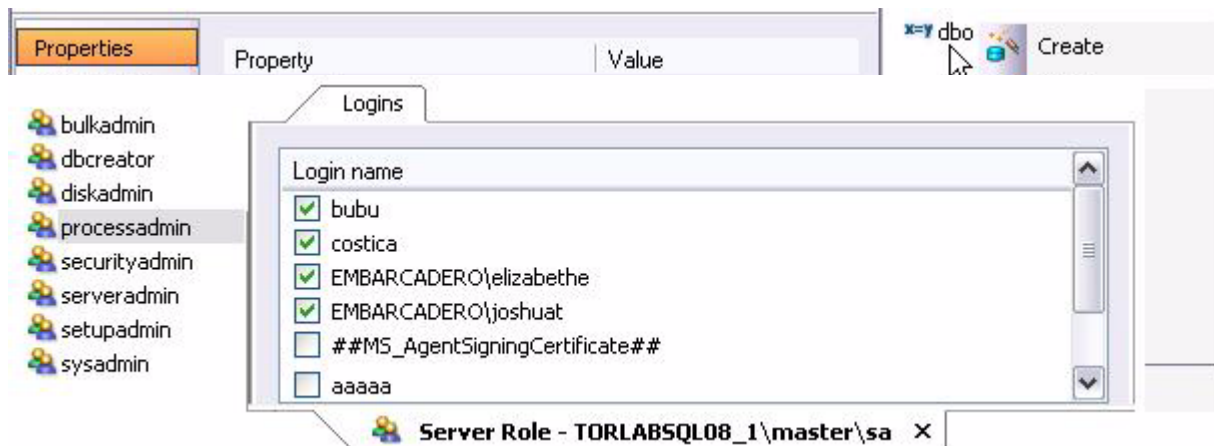 Properties
Property Value
x=y dbo
Create
bulkadmin
dbcreator
diskadmin
processadmin
securityadmin
serveradmin
setupadmin
sysadmin
Logins
Login name
bubu
costica
EMBARCADERO\elizabethe
EMBARCADERO\joshuat
##MS_AgentSigningCertificate##
aaaaa
Server Role - TORLABSQL08_1\master\sa ×